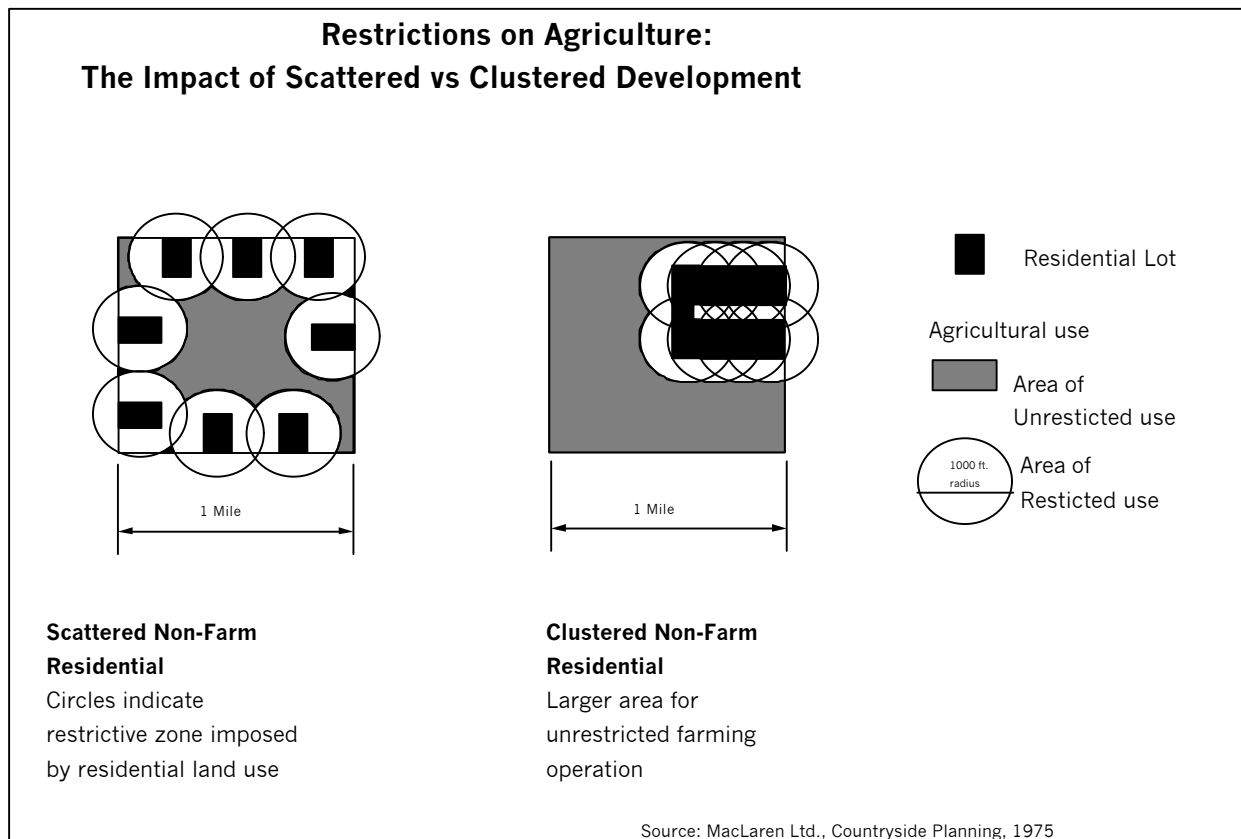 Restrictions on Agriculture:
The Impact of Scattered vs Clustered Development
Residential Lot
Agricultural use
Area of
Unresticted use
1000 ft.
radius
Area of
Resticted use
1 Mile
1 Mile
Scattered Non-Farm
Residential
Circles indicate
restrictive zone imposed
by residential land use
Clustered Non-Farm
Residential
Larger area for
unrestricted farming
operation
Source: MacLaren Ltd., Countryside Planning, 1975